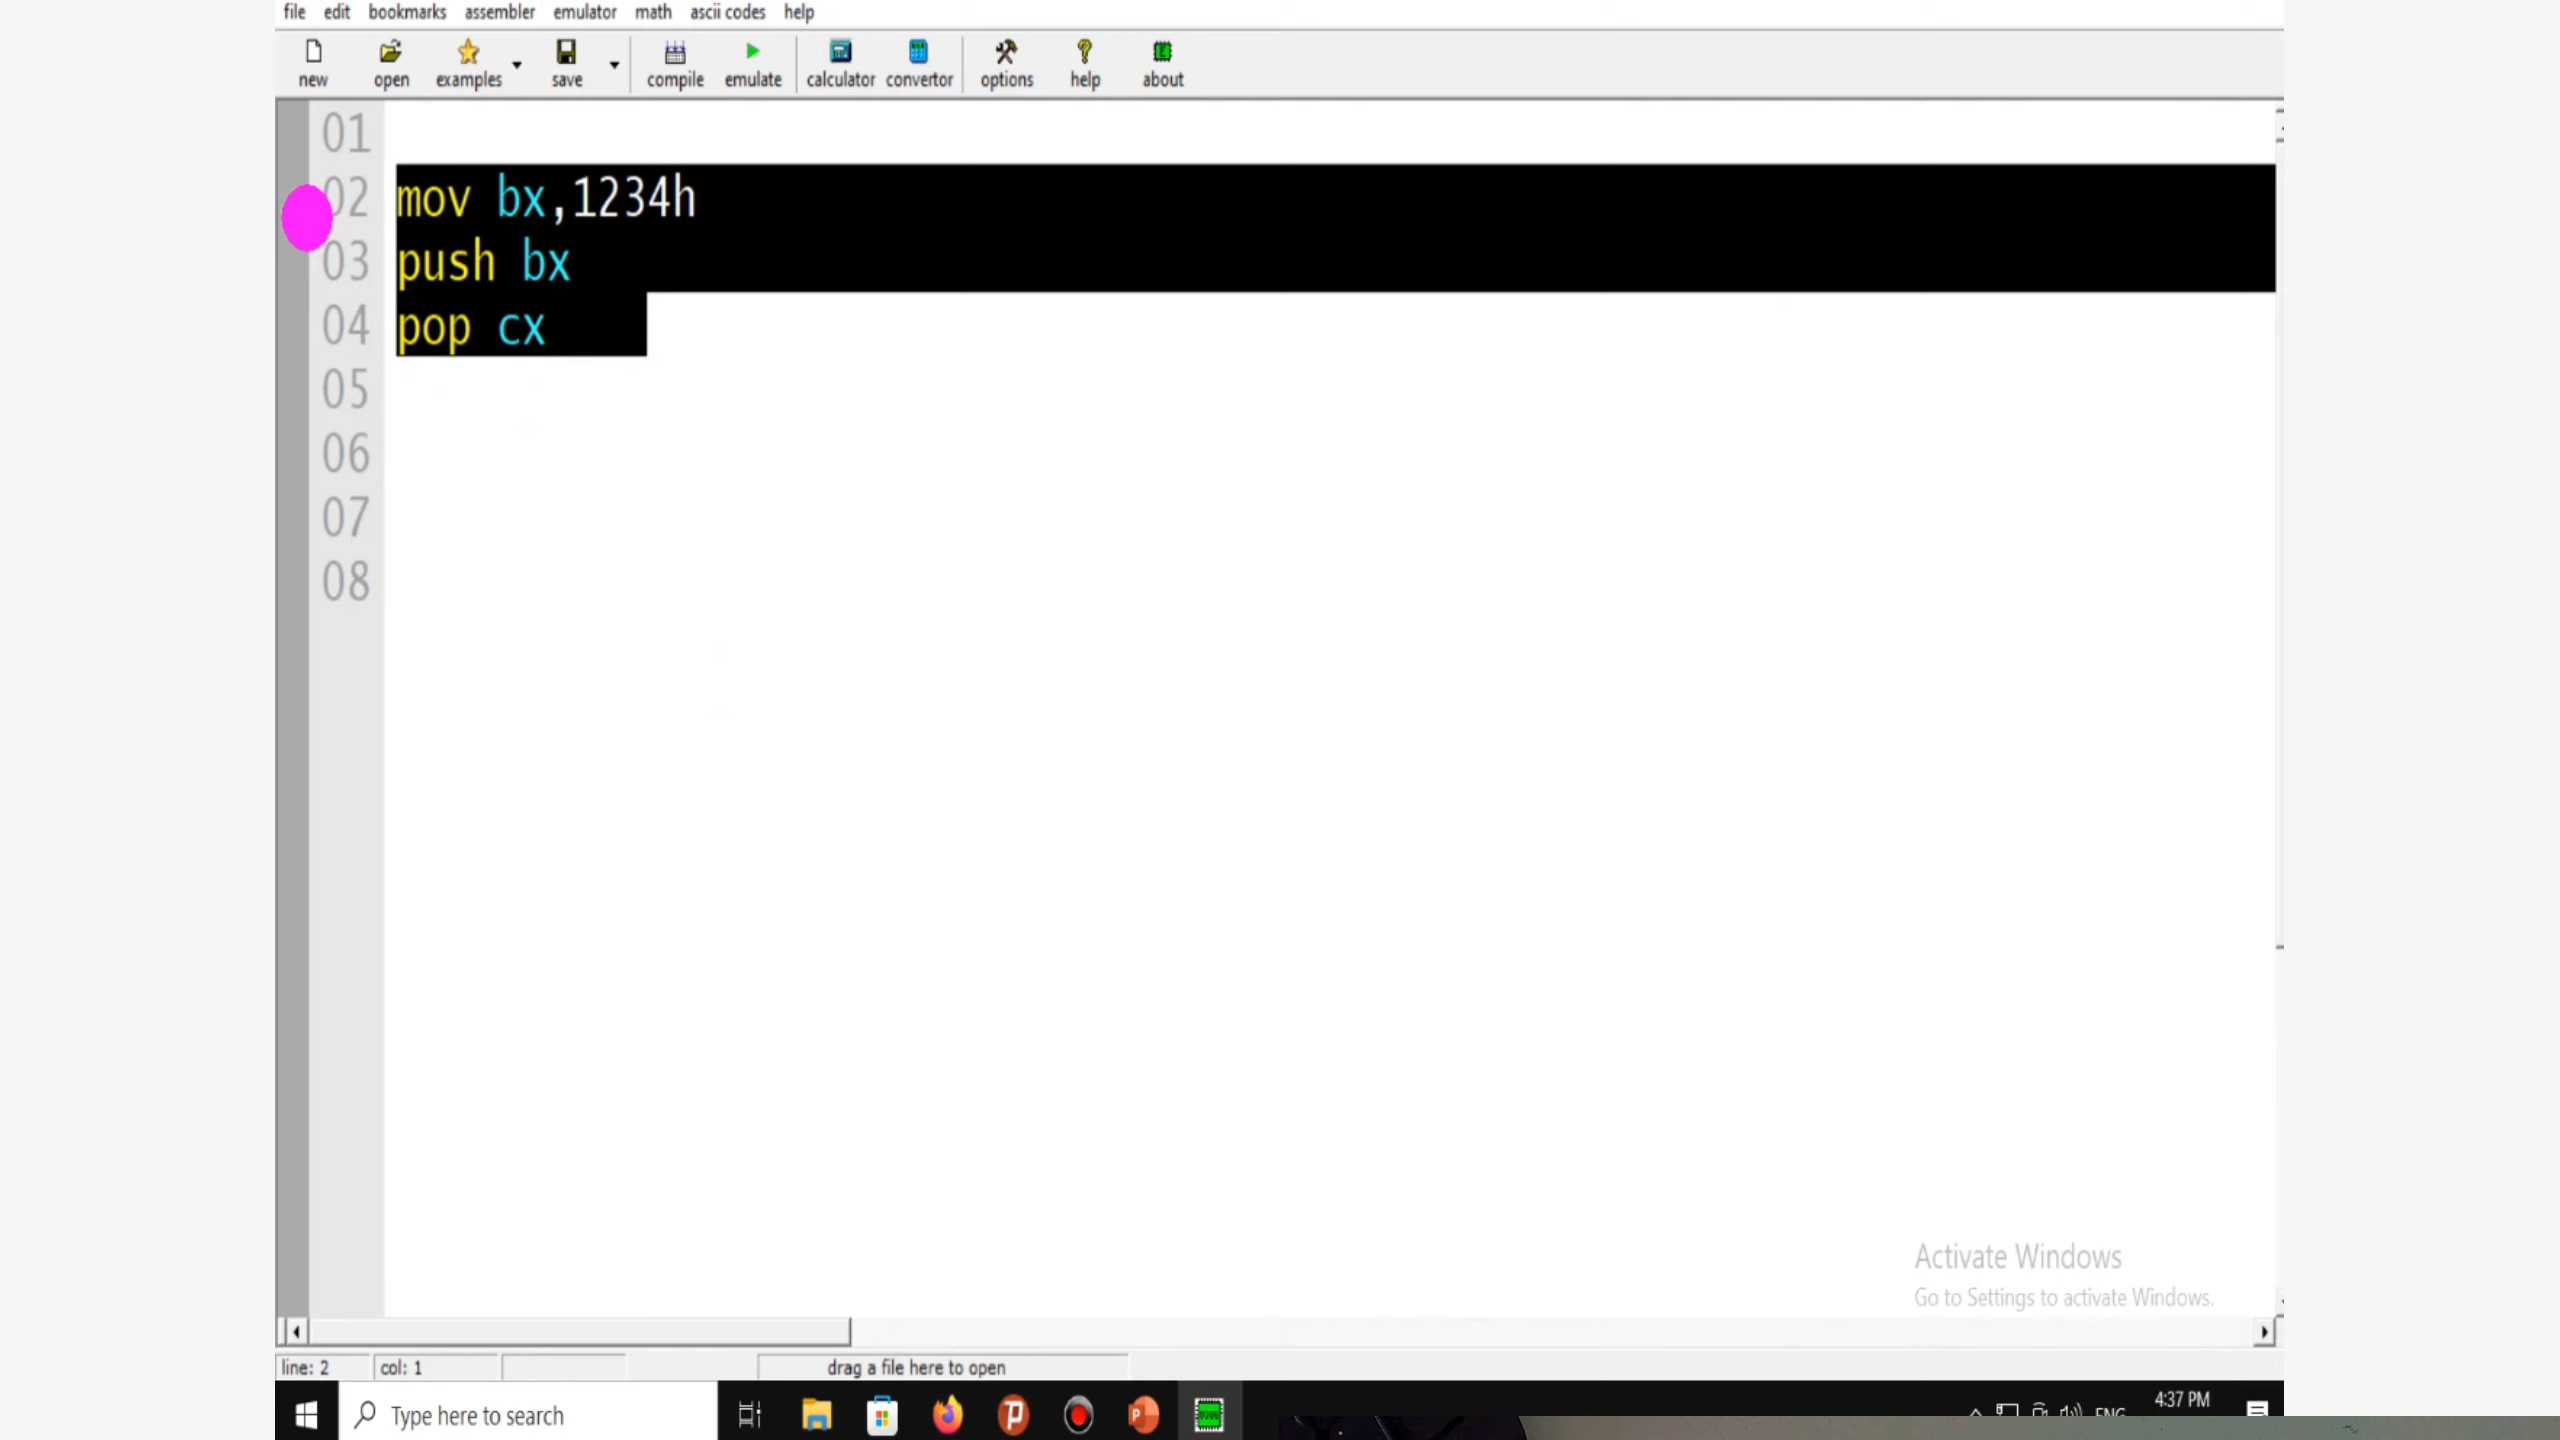 file edit bookmarks assembler emulator math ascii codes help
new open examples save compile emulate calculator convertor options help about
01
02 mov bx,1234h
03 push bx
04 pop cx
05
06
07
08
Activate Windows
Go to Settings to activate Windows.
line: 2 col: 1 drag a file here to open
Type here to search ENG 4:37 PM